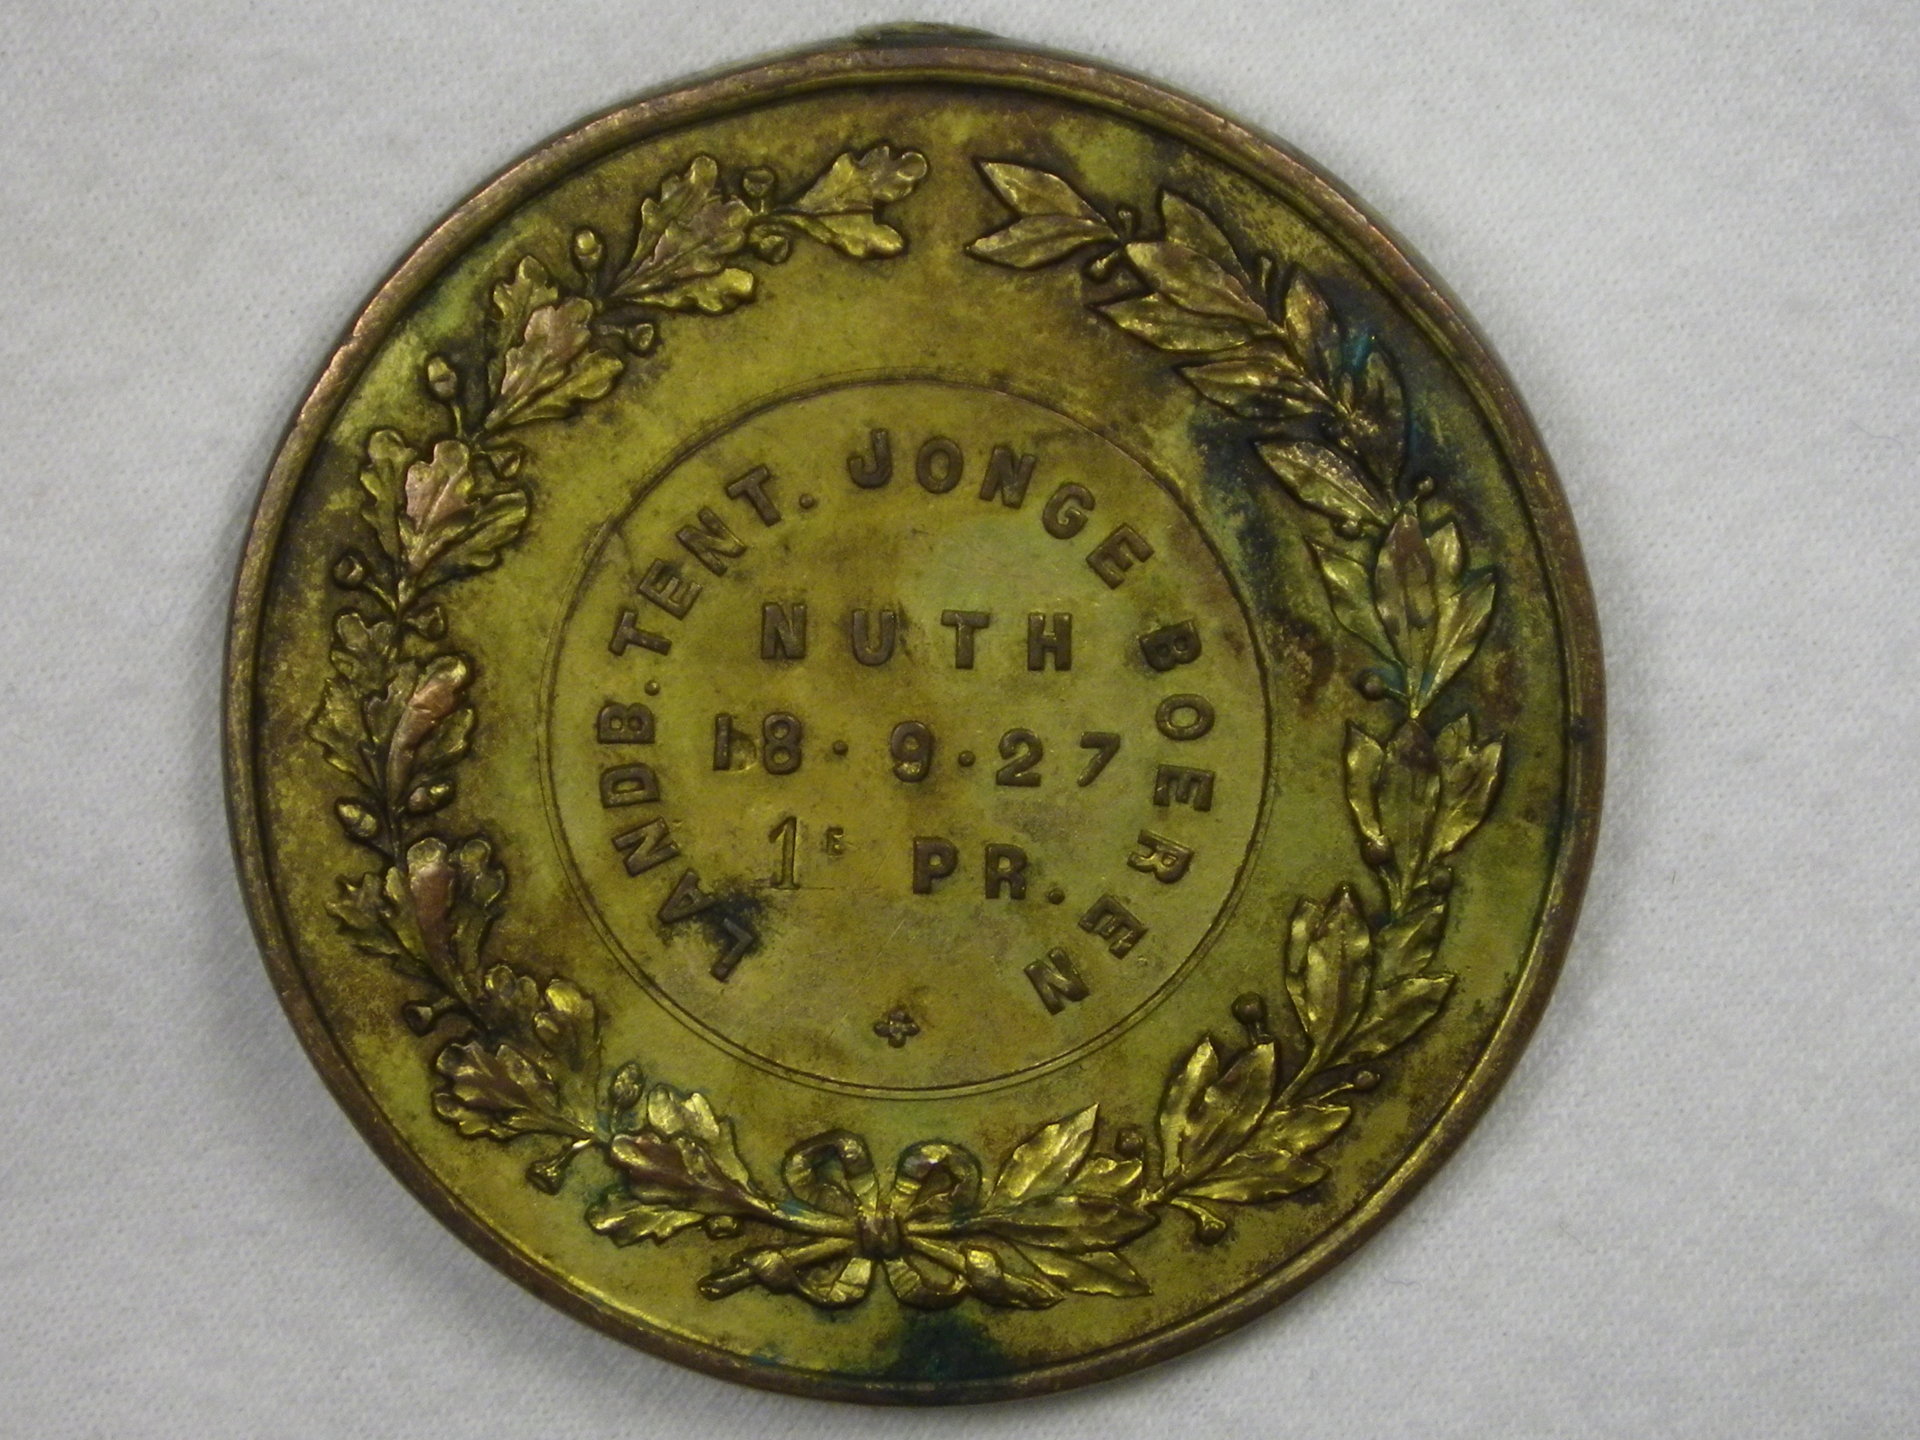 LANDB. TENT. JONGE BOEREN
NUTH
18.9.27
1E PR.